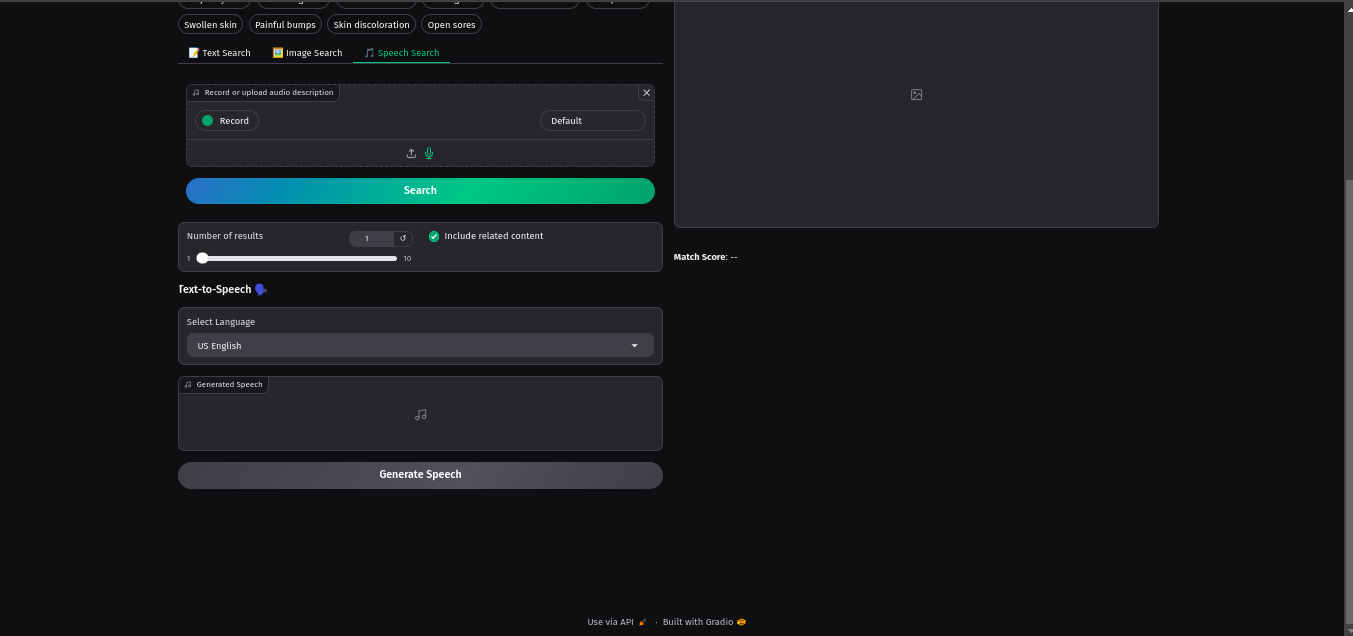 Swollen skin Painful bumps Skin discoloration Open sores
Text Search Image Search Speech Search
Record or upload audio description
Record Default
Search
Number of results 1 Include related content
1 10
Match Score: --
Text-to-Speech
Select Language
US English
Generated Speech
Generate Speech
Use via API · Built with Gradio